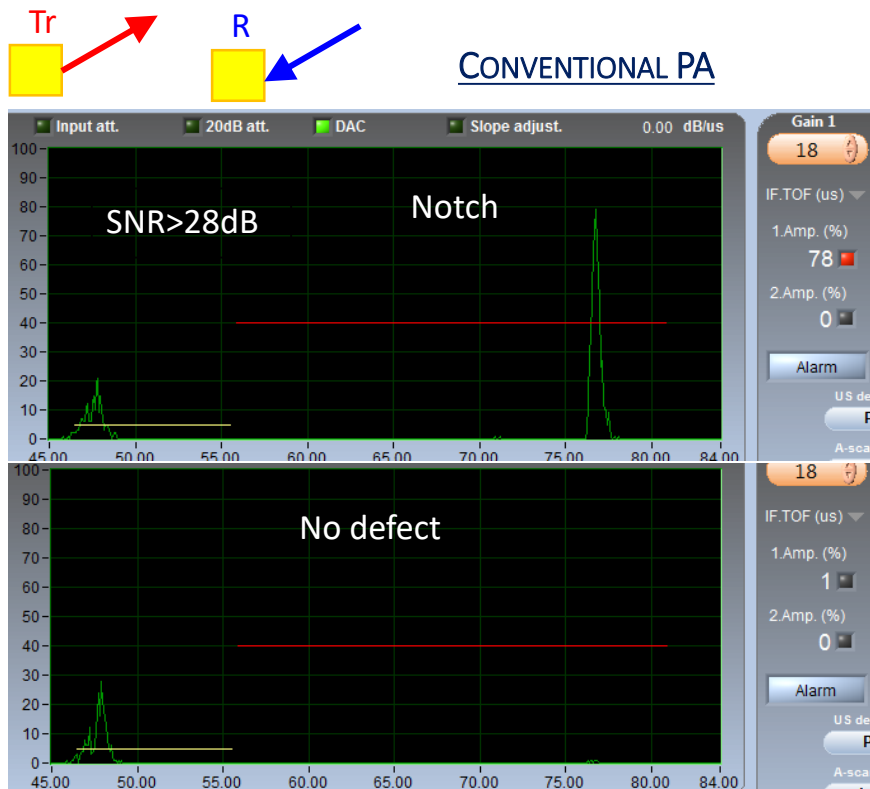 Tr
R
CONVENTIONAL PA
Input att. 20dB att. DAC Slope adjust. 0.00 dB/us
Gain 1
18
100
90
80
70
60
50
40
30
20
10
0
SNR>28dB
Notch
IF.TOF (us)
1.Amp. (%)
78
2.Amp. (%)
0
Alarm
45.00 50.00 55.00 60.00 65.00 70.00 75.00 80.00 84.00
100
90
80
70
60
50
40
30
20
10
0
No defect
18
IF.TOF (us)
1.Amp. (%)
1
2.Amp. (%)
0
Alarm
45.00 50.00 55.00 60.00 65.00 70.00 75.00 80.00 84.00